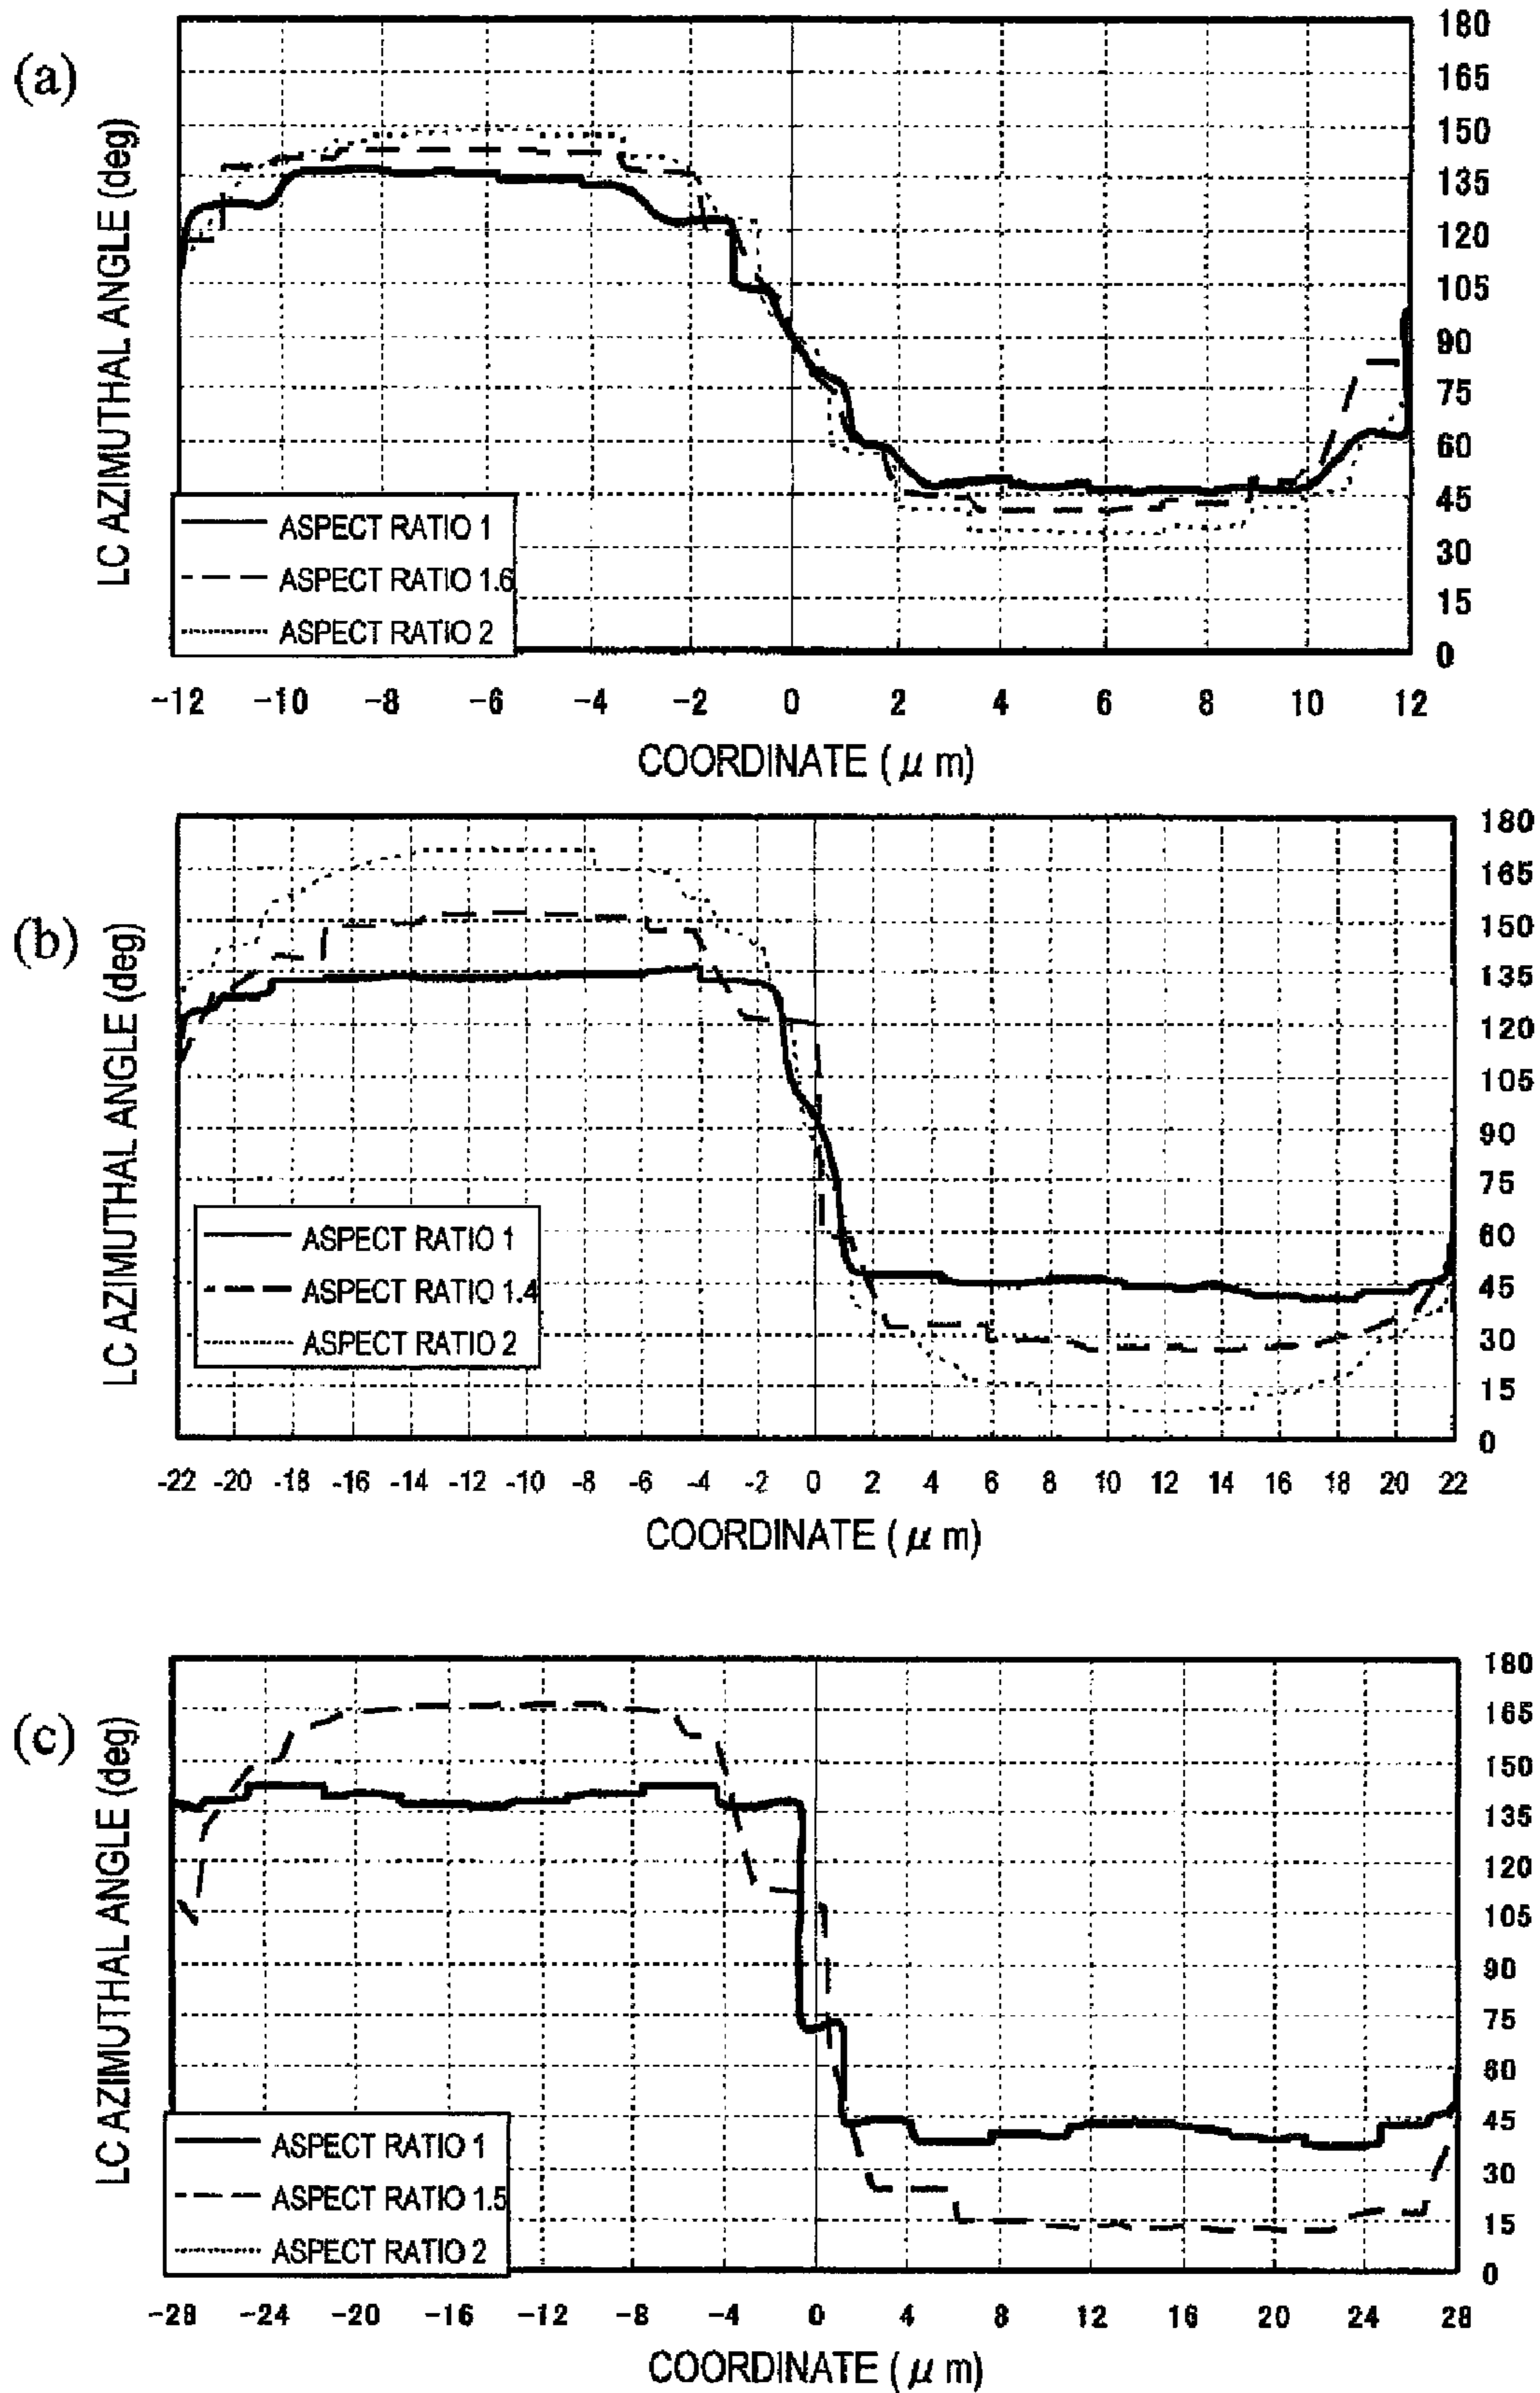 (a)
LC AZIMUTHAL ANGLE (deg)
180
165
150
135
120
105
90
75
60
45
30
15
0
ASPECT RATIO 1
ASPECT RATIO 1.6
ASPECT RATIO 2
-12 -10 -8 -6 -4 -2 0 2 4 6 8 10 12
COORDINATE (μm)
(b)
LC AZIMUTHAL ANGLE (deg)
180
165
150
135
120
105
90
75
60
45
30
15
0
ASPECT RATIO 1
ASPECT RATIO 1.4
ASPECT RATIO 2
-22 -20 -18 -16 -14 -12 -10 -8 -6 -4 -2 0 2 4 6 8 10 12 14 16 18 20 22
COORDINATE (μm)
(c)
LC AZIMUTHAL ANGLE (deg)
180
165
150
135
120
105
90
75
60
45
30
15
0
ASPECT RATIO 1
ASPECT RATIO 1.5
ASPECT RATIO 2
-28 -24 -20 -16 -12 -8 -4 0 4 8 12 16 20 24 28
COORDINATE (μm)